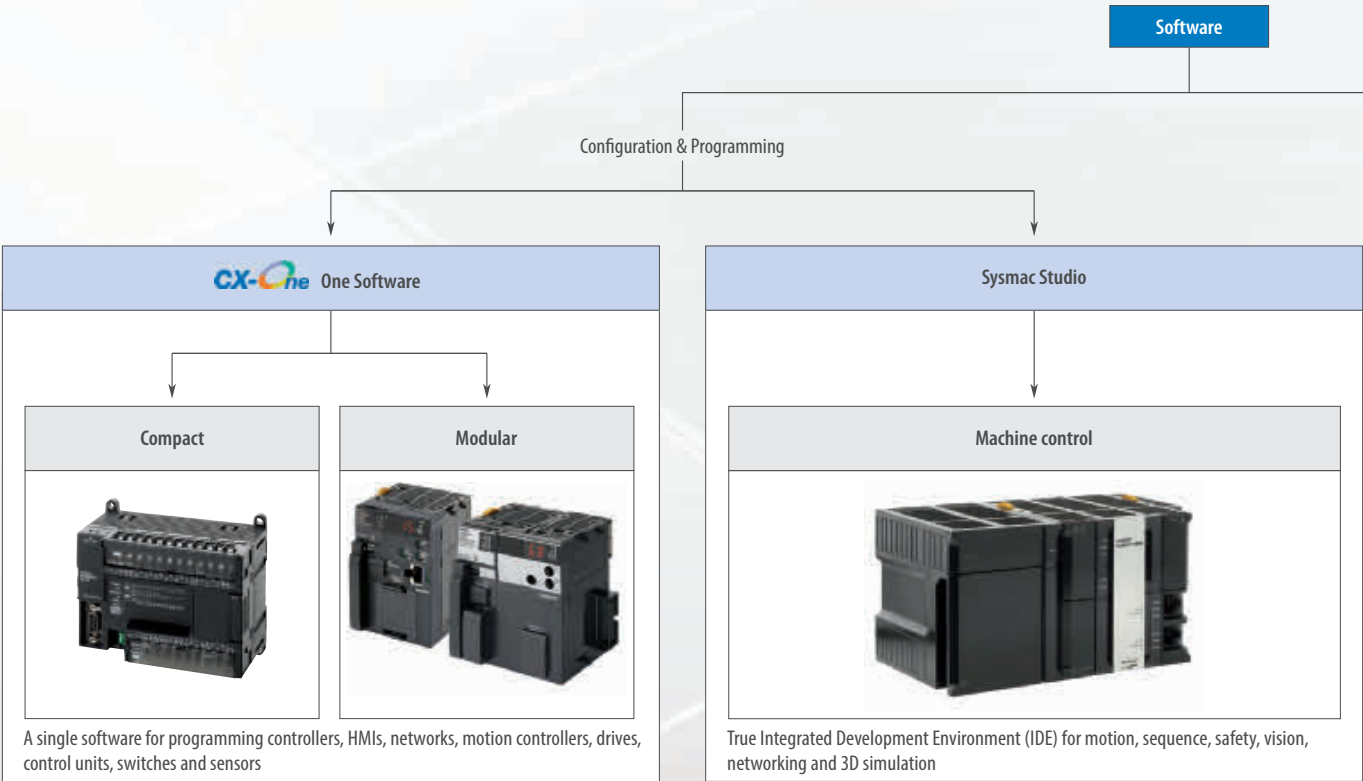 Software
Configuration & Programming
CX-One One Software
Sysmac Studio
Compact
Modular
Machine control
A single software for programming controllers, HMIs, networks, motion controllers, drives,
control units, switches and sensors
True Integrated Development Environment (IDE) for motion, sequence, safety, vision,
networking and 3D simulation